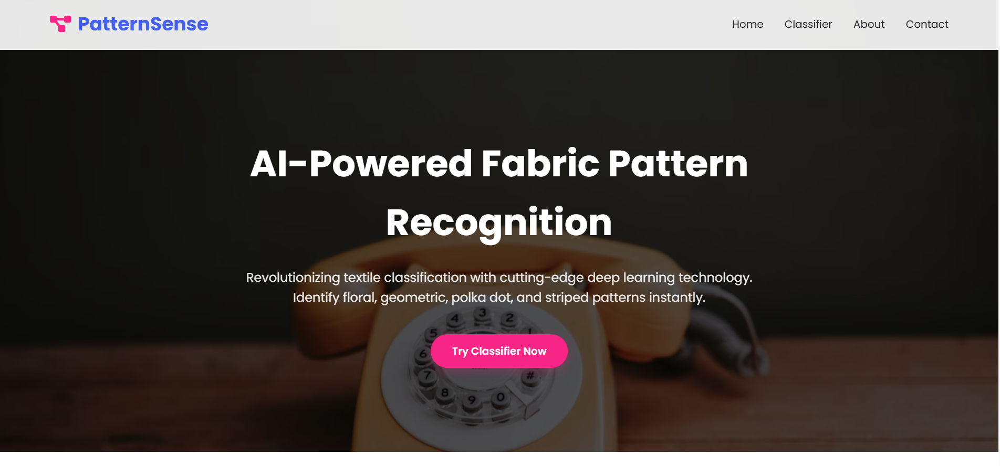 PatternSense
Home Classifier About Contact
AI-Powered Fabric Pattern
Recognition
Revolutionizing textile classification with cutting-edge deep learning technology.
Identify floral, geometric, polka dot, and striped patterns instantly.
4 3 2
5 1
Try Classifier Now
6
7 #
8 9 0